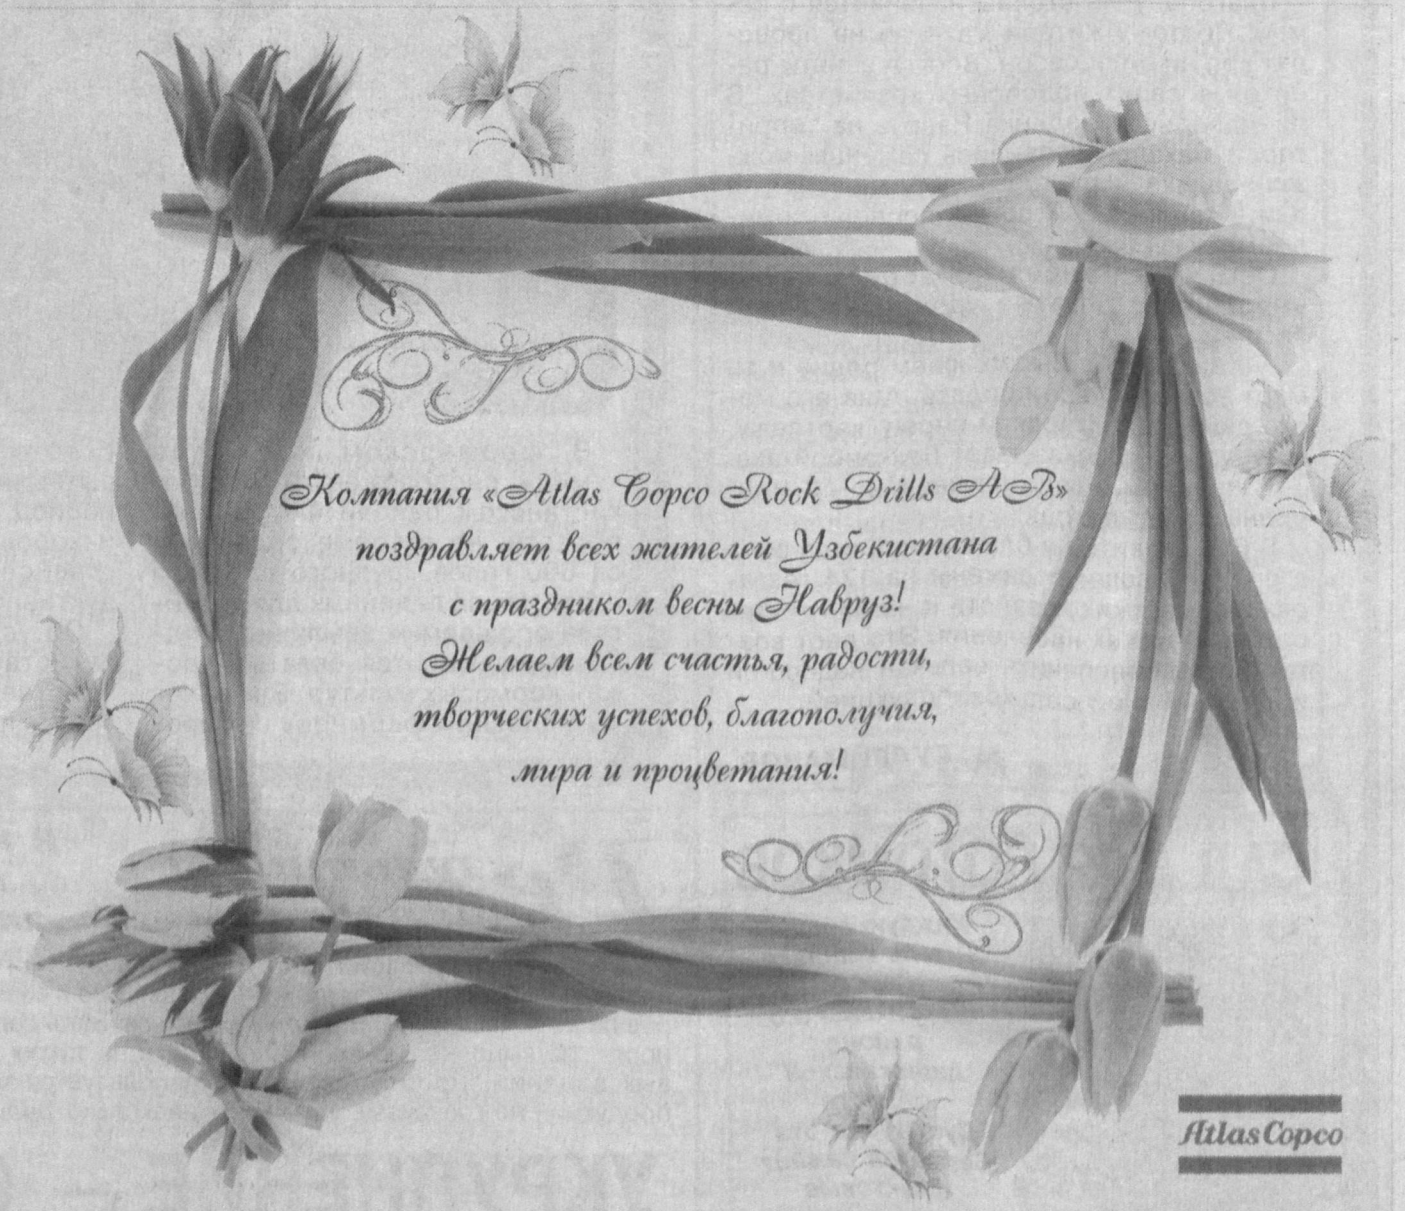 Компания «Atlas Copco Rock Drills AB»
поздравляет всех жителей Узбекистана
с праздником весны Навруз!
Желаем всем счастья, радости,
творческих успехов, благополучия,
мира и процветания!
Atlas Copco